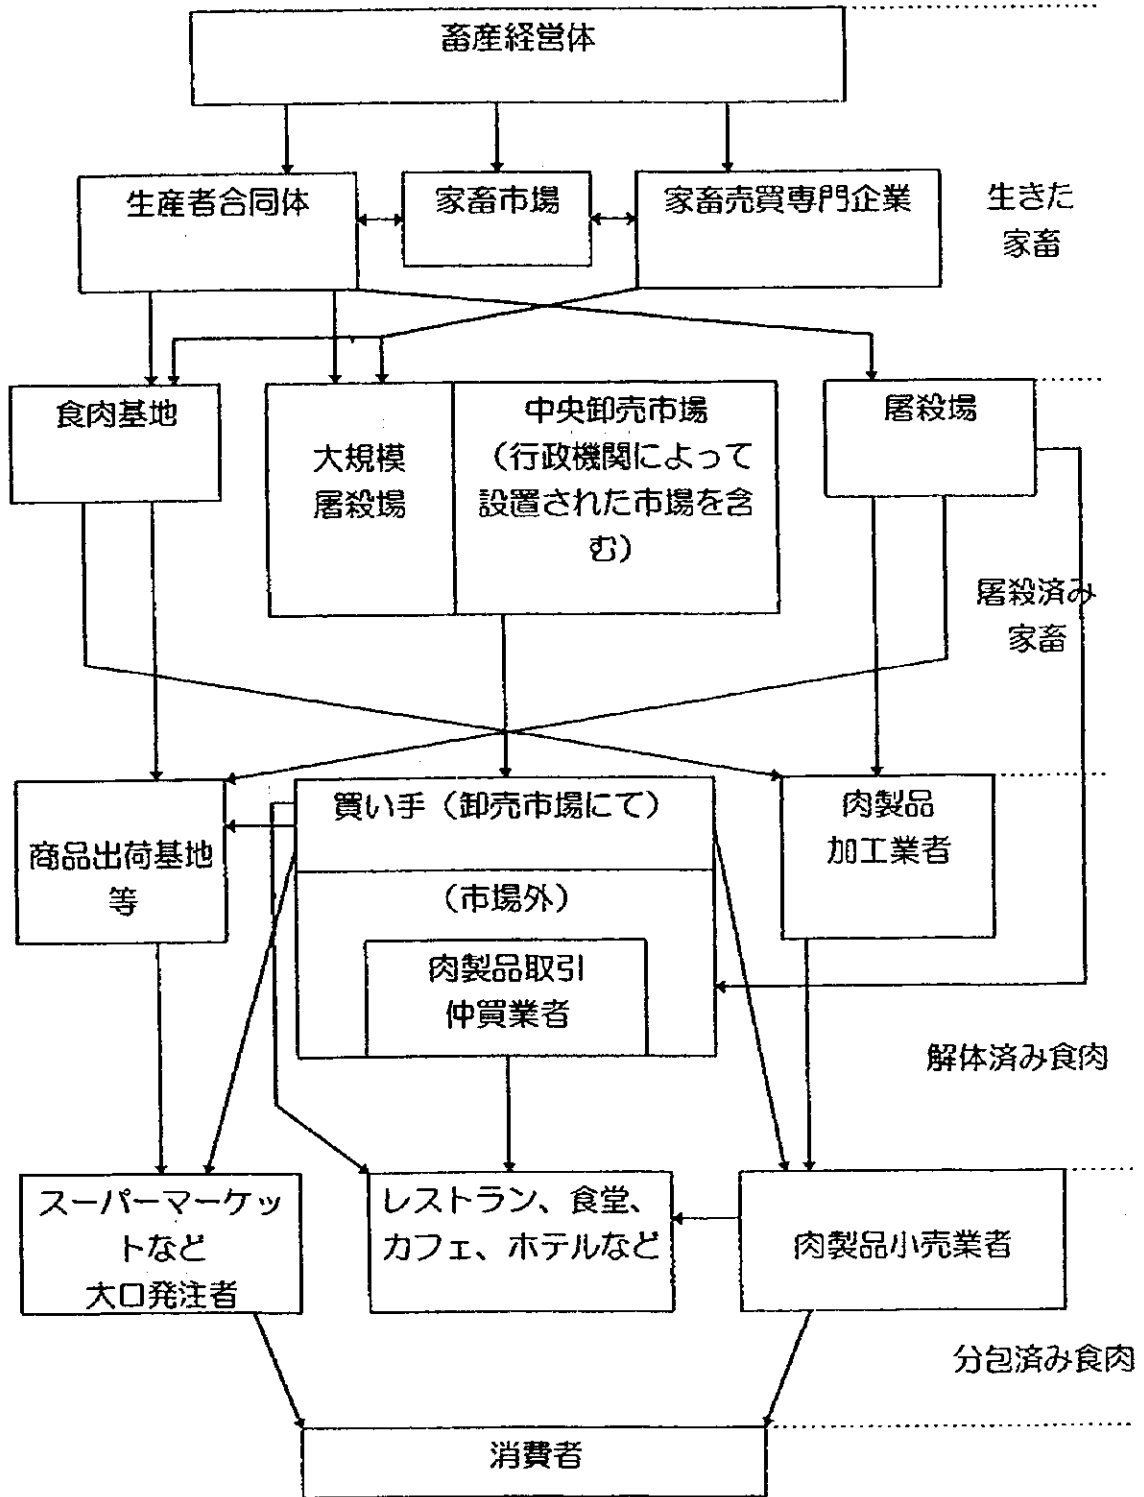 畜産経営体
生産者合同体
家畜市場
家畜売買専門企業
生きた
家畜
食肉基地
大規模
屠殺場
中央卸売市場
（行政機関によって
設置された市場を含
む）
屠殺場
屠殺済み
家畜
商品出荷基地
等
買い手（卸売市場にて）
（市場外）
肉製品取引
仲買業者
肉製品
加工業者
解体済み食肉
スーパーマーケッ
トなど
大口発注者
レストラン、食堂、
カフェ、ホテルなど
肉製品小売業者
分包済み食肉
消費者